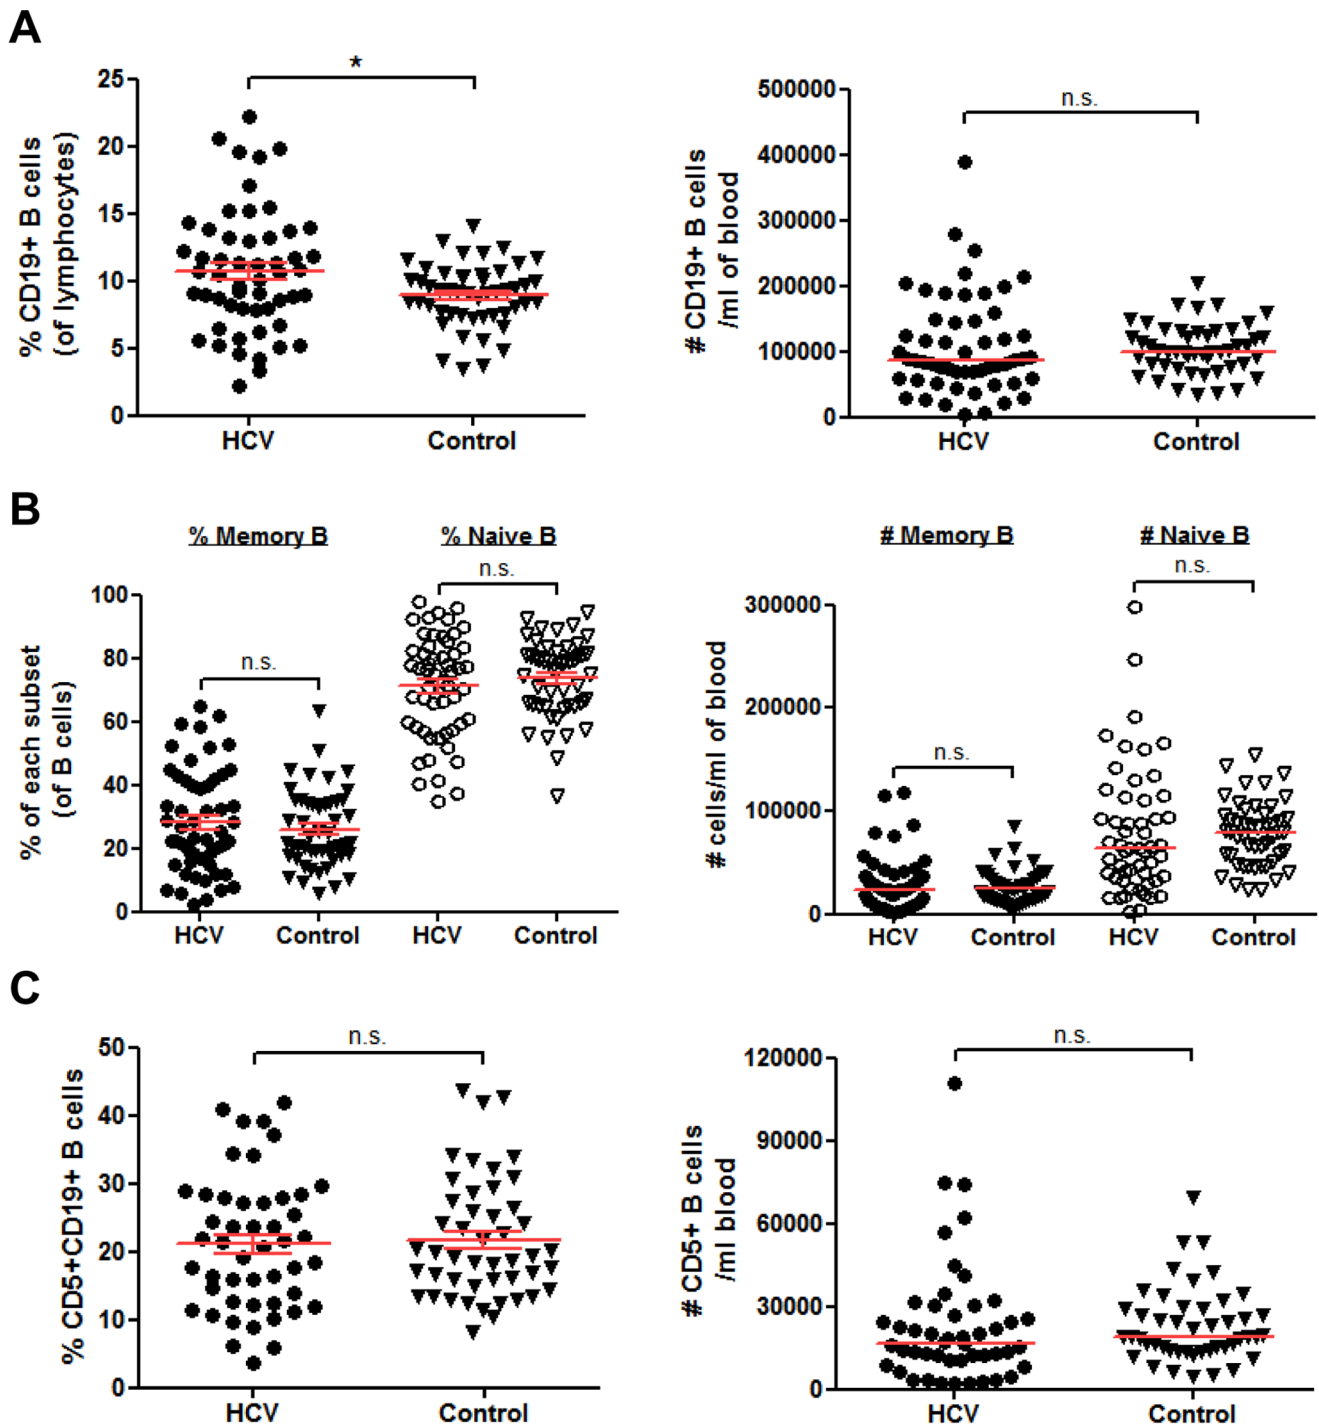 A
25
20
15
10
5
0
% CD19+ B cells
(of lymphocytes)
*
HCV
Control
500000
400000
300000
200000
100000
0
# CD19+ B cells
/ml of blood
n.s.
HCV
Control
B
% Memory B
% Naive B
100
80
60
40
20
0
% of each subset
(of B cells)
n.s.
n.s.
HCV
Control
HCV
Control
# Memory B
# Naive B
300000
200000
100000
0
# cells/ml of blood
n.s.
n.s.
HCV
Control
HCV
Control
C
50
40
30
20
10
0
% CD5+CD19+ B cells
n.s.
HCV
Control
120000
90000
60000
30000
0
# CD5+ B cells
/ml blood
n.s.
HCV
Control